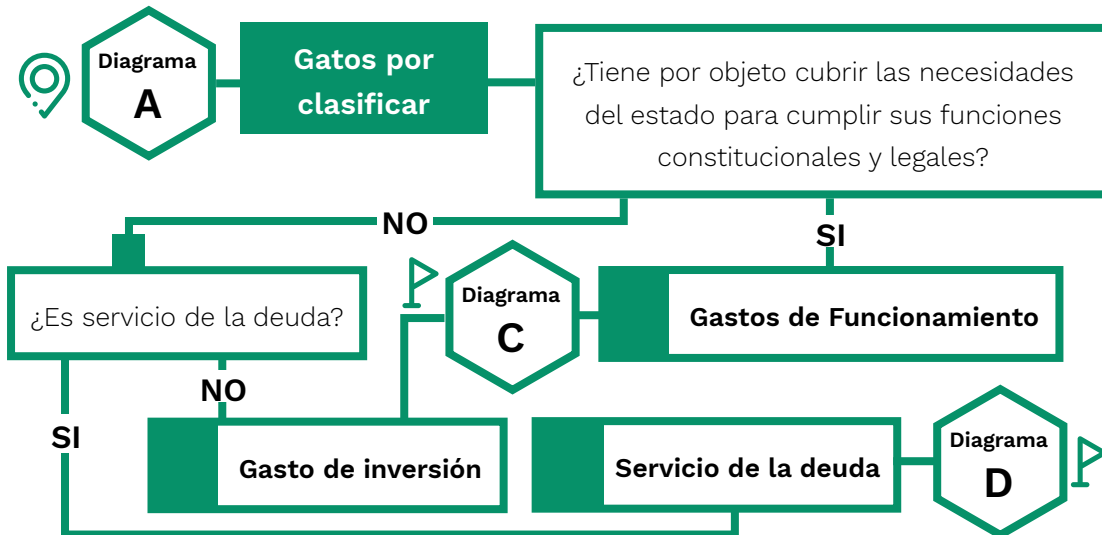 Diagrama
A
Gatos por
clasificar
¿Tiene por objeto cubrir las necesidades
del estado para cumplir sus funciones
constitucionales y legales?
NO
SI
¿Es servicio de la deuda?
Diagrama
C
Gastos de Funcionamiento
NO
SI
Gasto de inversión
Servicio de la deuda
Diagrama
D